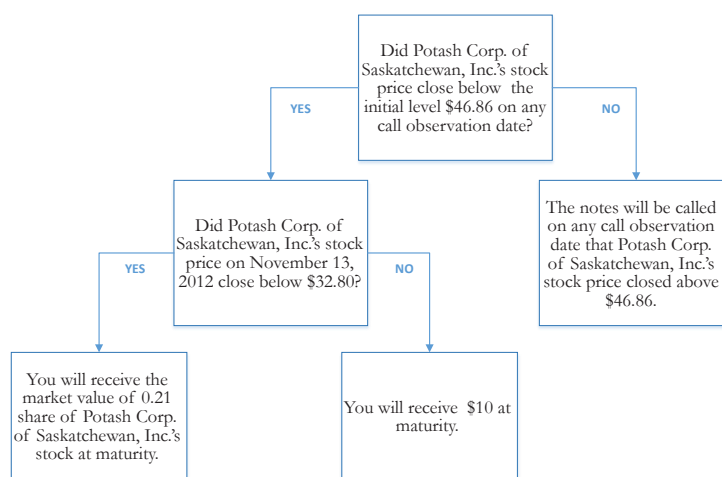 Did Potash Corp. of
Saskatchewan, Inc.'s stock
price close below the
initial level $46.86 on any
call observation date?
YES
NO
Did Potash Corp. of
Saskatchewan, Inc.'s stock
price on November 13,
2012 close below $32.80?
The notes will be called
on any call observation
date that Potash Corp.
of Saskatchewan, Inc.'s
stock price closed above
$46.86.
YES
NO
You will receive the
market value of 0.21
share of Potash Corp.
of Saskatchewan, Inc.'s
stock at maturity.
You will receive $10 at
maturity.